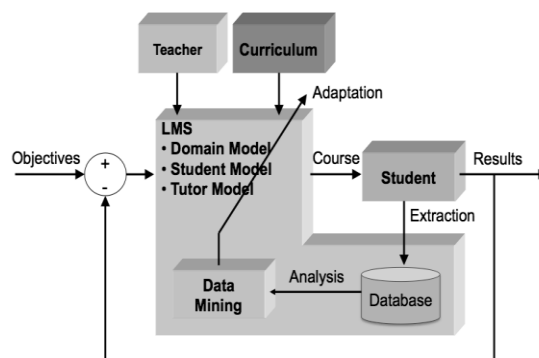 Teacher
Curriculum
Adaptation
LMS
• Domain Model
• Student Model
• Tutor Model
Objectives
+
-
Course
Student
Results
Extraction
Data
Mining
Analysis
Database